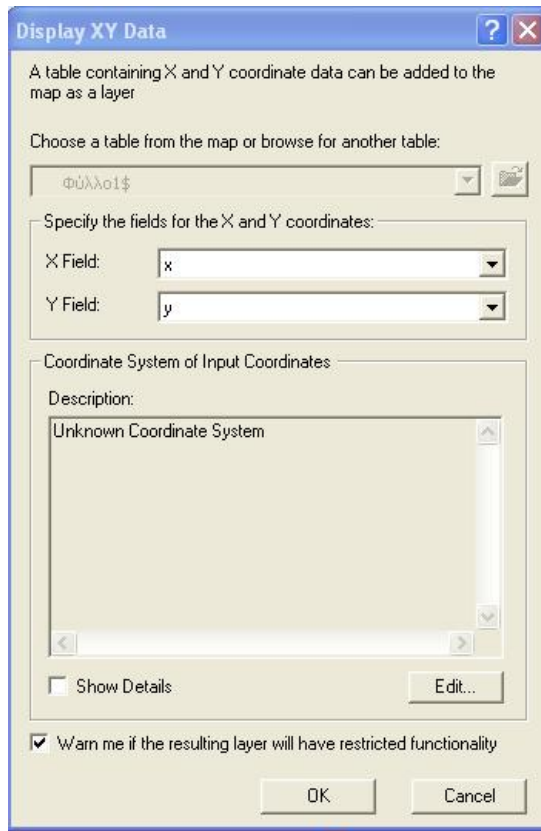 Display XY Data
A table containing X and Y coordinate data can be added to the
map as a layer
Choose a table from the map or browse for another table:
Φύλλο1$
Specify the fields for the X and Y coordinates:
X Field: x
Y Field: y
Coordinate System of Input Coordinates
Description:
Unknown Coordinate System
Show Details Edit...
Warn me if the resulting layer will have restricted functionality
OK Cancel